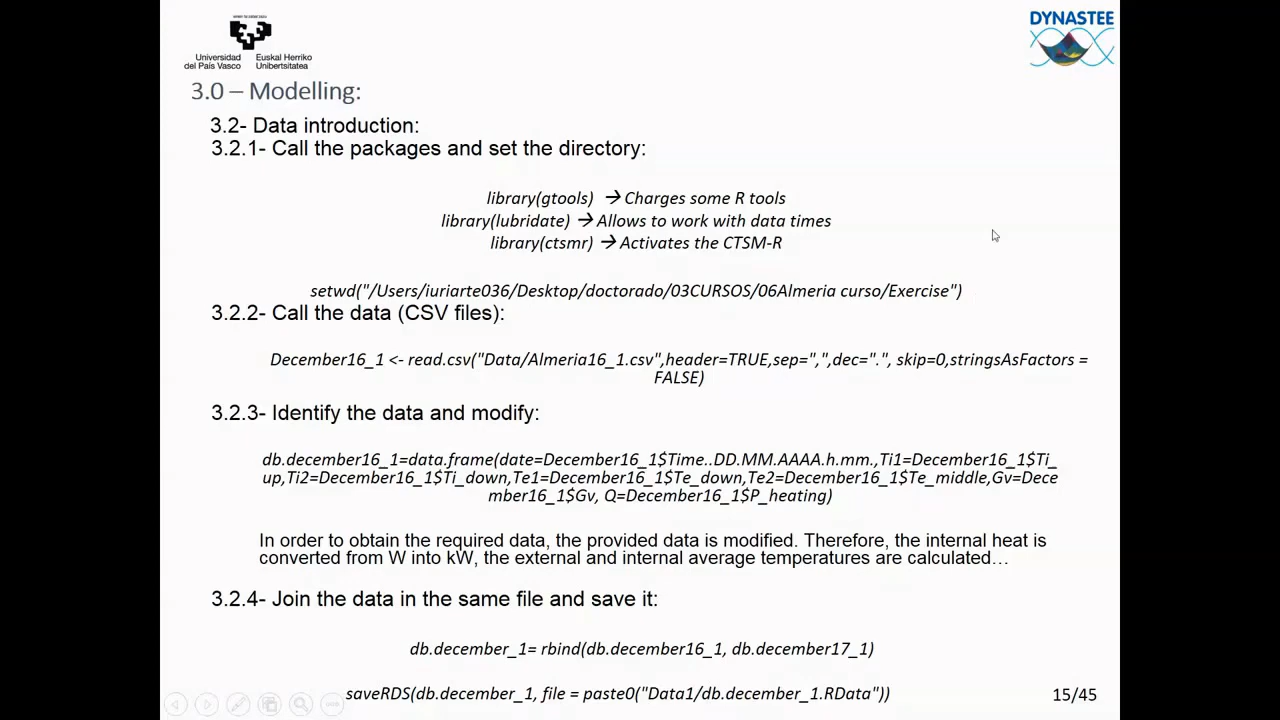 Universidad
del País Vasco
Euskal Herriko
Unibertsitatea
DYNASTEE
3.0 – Modelling:
3.2- Data introduction:
3.2.1- Call the packages and set the directory:
library(gtools) → Charges some R tools
library(lubridate) → Allows to work with data times
library(ctsmr) → Activates the CTSM-R
setwd("/Users/iuriarte036/Desktop/doctorado/03CURSOS/06Almeria curso/Exercise")
3.2.2- Call the data (CSV files):
December16_1 <- read.csv("Data/Almeria16_1.csv",header=TRUE,sep=",",dec=".", skip=0,stringsAsFactors =
FALSE)
3.2.3- Identify the data and modify:
db.december16_1=data.frame(date=December16_1$Time..DD.MM.AAAA.h.mm.,Ti1=December16_1$Ti_
up,Ti2=December16_1$Ti_down,Te1=December16_1$Te_down,Te2=December16_1$Te_middle,Gv=Dece
mber16_1$Gv, Q=December16_1$P_heating)
In order to obtain the required data, the provided data is modified. Therefore, the internal heat is
converted from W into kW, the external and internal average temperatures are calculated…
3.2.4- Join the data in the same file and save it:
db.december_1= rbind(db.december16_1, db.december17_1)
saveRDS(db.december_1, file = paste0("Data1/db.december_1.RData"))
15/45